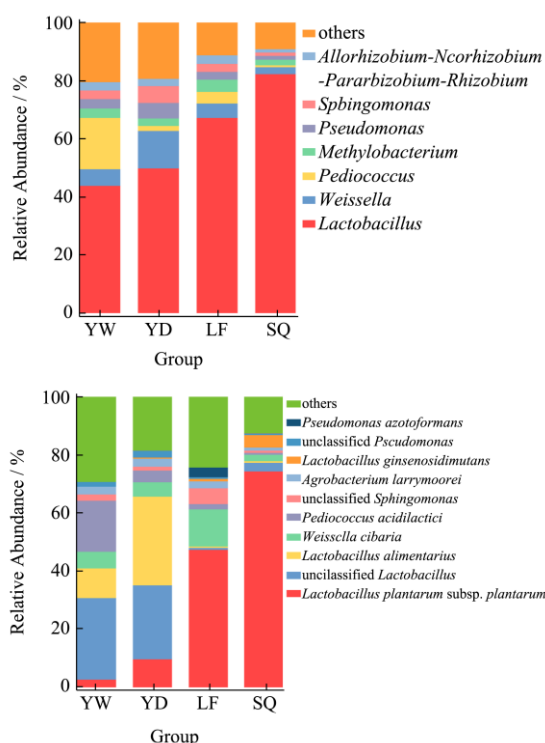 100
80
60
40
20
0
Relative Abundance / %
YW YD LF SQ
Group
others
Allorhizobium-Ncorhizobium
-Pararbizobium-Rhizobium
Spbingomonas
Pseudomonas
Methylobacterium
Pediococcus
Weissella
Lactobacillus
100
80
60
40
20
0
Relative Abundance / %
YW YD LF SQ
Group
others
Pseudomonas azotoformans
unclassified Pscudomonas
Lactobacillus ginsenosidimutans
Agrobacterium larrymoorei
unclassified Sphingomonas
Pediococcus acidilactici
Weissclla cibaria
Lactobacillus alimentarius
uncilassified Lactobacillus
Lactobacillus plantarum subsp. plantarum